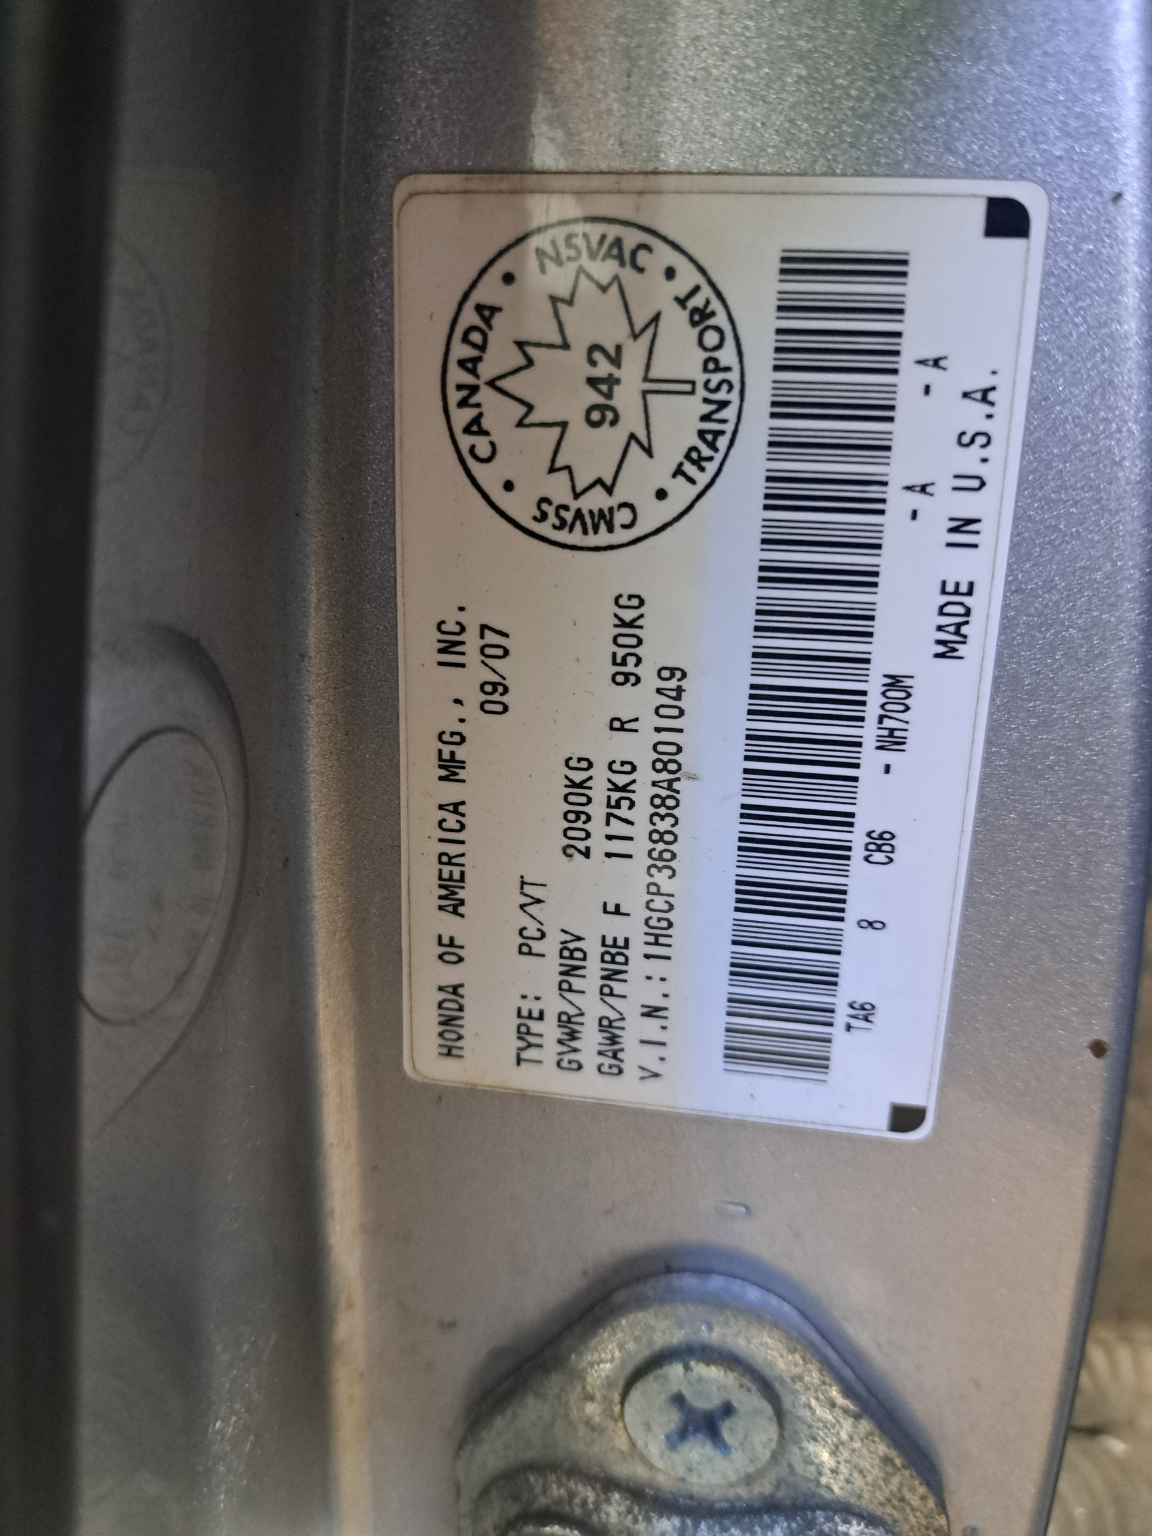 HONDA OF AMERICA MFG., INC.
09/07
TYPE: PC/VT
GVWR/PNBV 2090KG
GAWR/PNBE F 1175KG R 950KG
V.I.N.: 1HGCP36838A801049
CANADA · NSVAC · TRANSPORT · CMVSS ·
942
TA6 8 CB6 - NH700M - A - A
MADE IN U.S.A.